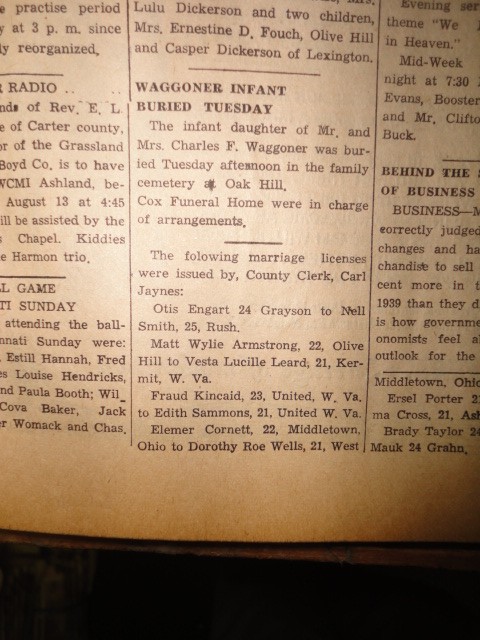 e practise period
y at 3 p. m. since
ly reorganized.
R RADIO .. ..
nds of Rev. E. L.
e of Carter county,
or of the Grassland
Boyd Co. is to have
WCMI Ashland, be-
August 13 at 4:45
ill be assisted by the
s Chapel. Kiddies
e Harmon trio.
L GAME
TI SUNDAY
attending the ball-
nnati Sunday were:
. Estill Hannah, Fred
es Louise Hendricks,
nd Paula Booth; Wil_
Cova Baker, Jack
er Womack and Chas.
Lulu Dickerson and two children,
Mrs. Ernestine D. Fouch, Olive Hill
and Casper Dickerson of Lexington.
WAGGONER INFANT
BURIED TUESDAY
The infant daughter of Mr. and
Mrs. Charles F. Waggoner was bur-
ied Tuesday afternoon in the family
cemetery at Oak Hill.
Cox Funeral Home were in charge
of arrangements.
The folowing marriage licenses
were issued by, County Clerk, Carl
Jaynes:
Otis Engart 24 Grayson to Nell
Smith, 25, Rush.
Matt Wylie Armstrong, 22, Olive
Hill to Vesta Lucille Leard; 21, Ker-
mit, W. Va.
Fraud Kincaid, 23, United, W. Va.
to Edith Sammons, 21, United W. Va.
Elemer Cornett, 22, Middletown,
Ohio to Dorothy Roe Wells, 21, West
Evening ser
theme "We
in Heaven."
Mid-Week
night at 7:30
Evans, Booster
and Mr. Clifto
Buck.
BEHIND THE S
OF BUSINESS
BUSINESS—M
correctly judged
changes and ha
chandise to sell
cent more in t
1939 than they d
is how governme
onomists feel a
outlook for the
Middletown, Ohio
Ersel Porter 2
ma Cross, 21, Ash
Brady Taylor 24
Mauk 24 Grahn.